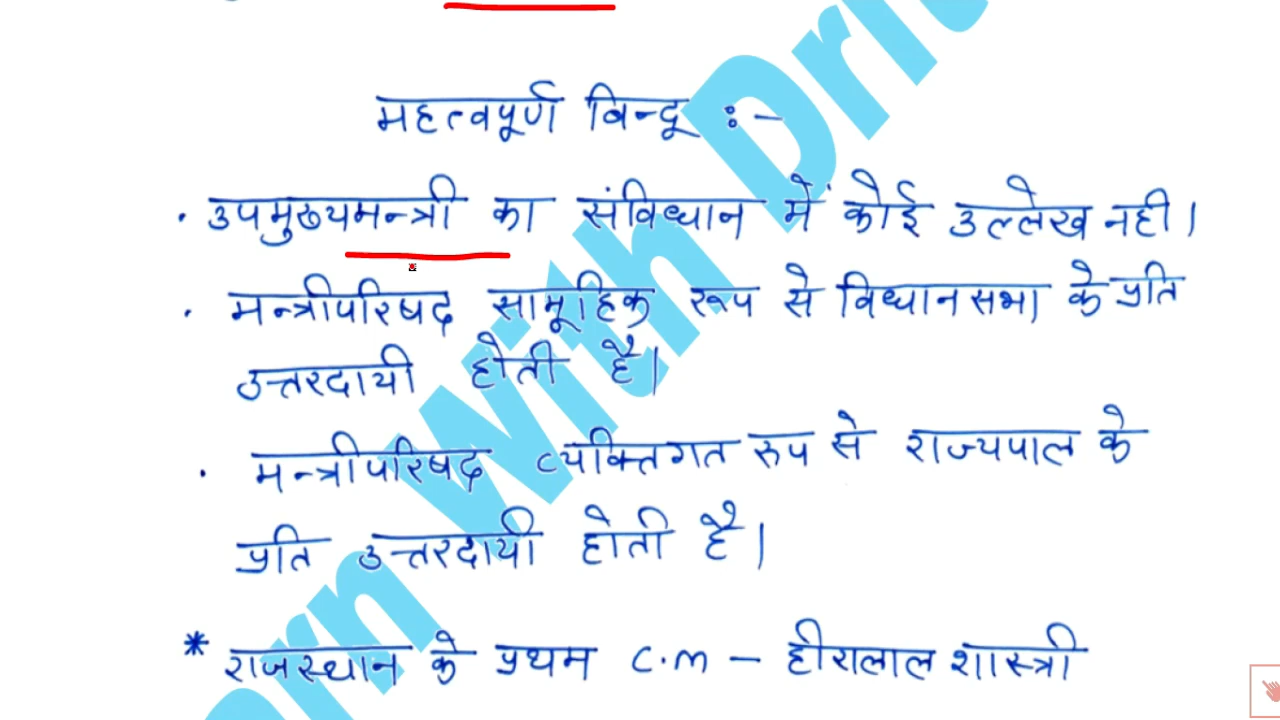 महत्वपूर्ण बिन्दू :-
• उपमुख्यमन्त्री का संविधान में कोई उल्लेख नही।
• मन्त्रीपरिषद सामूहिक रूप से विधानसभा के प्रति
उत्तरदायी होती है।
• मन्त्रीपरिषद व्यक्तिगत रूप से राज्यपाल के
प्रति उत्तरदायी होती है।
* राजस्थान के प्रथम C.M – हीरालाल शास्त्री
with